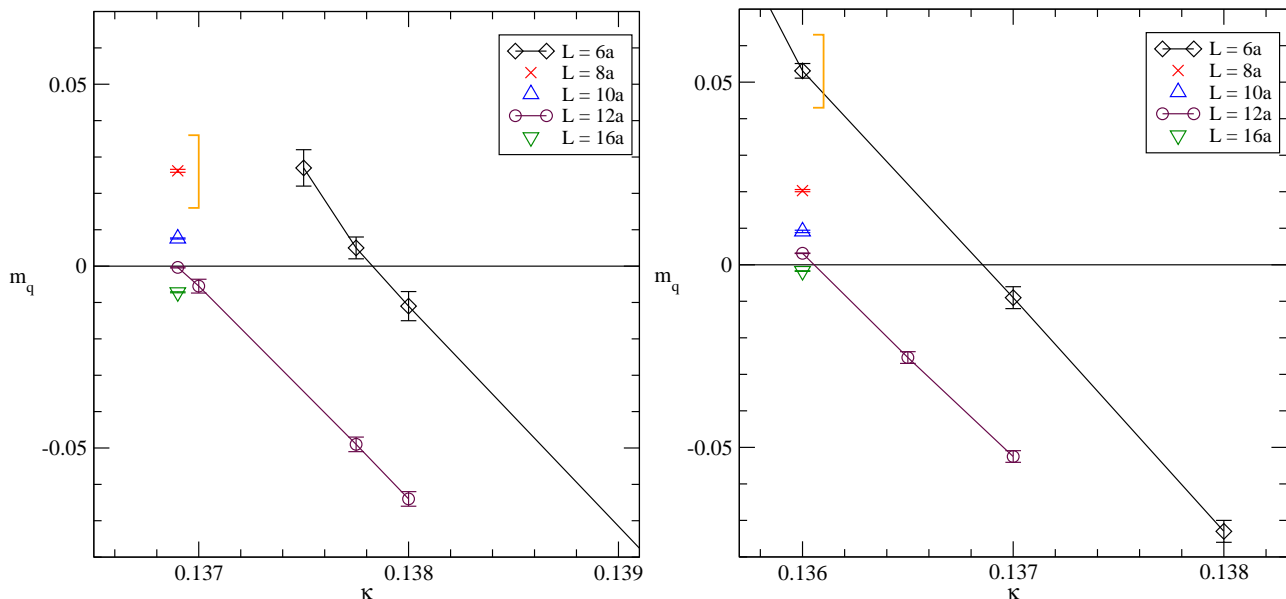 L = 6a
L = 8a
L = 10a
L = 12a
L = 16a
0.05
0
-0.05
m_q
0.137
0.138
0.139
κ
L = 6a
L = 8a
L = 10a
L = 12a
L = 16a
0.05
0
-0.05
m_q
0.136
0.137
0.138
κ